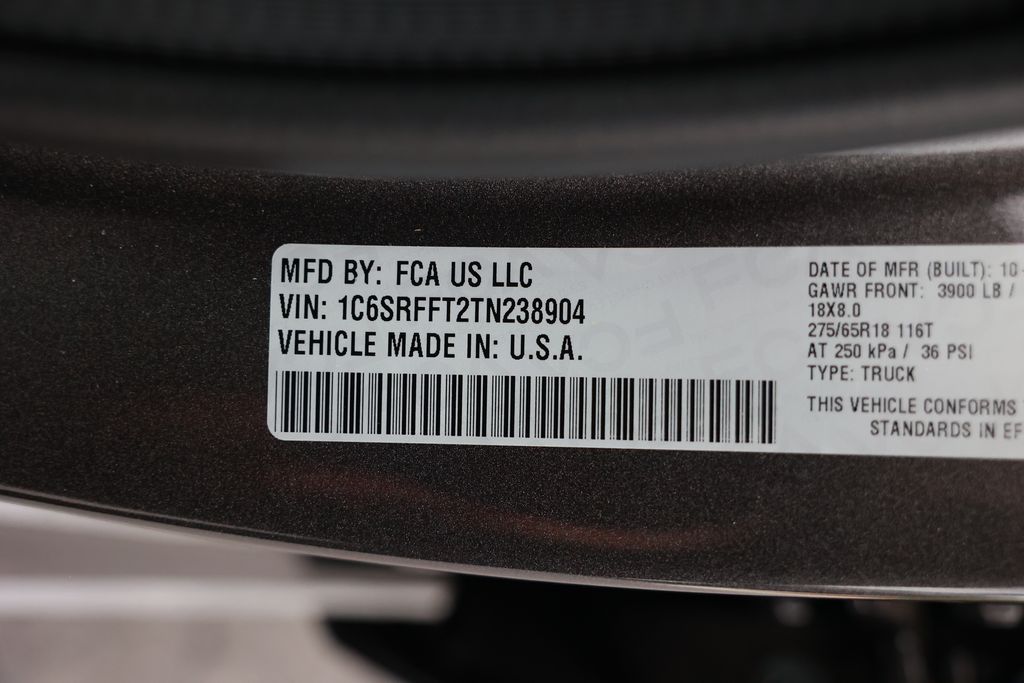 MFD BY: FCA US LLC
VIN: 1C6SRFFT2TN238904
VEHICLE MADE IN: U.S.A.
DATE OF MFR (BUILT): 10-
GAWR FRONT: 3900 LB /
18X8.0
275/65R18 116T
AT 250 kPa / 36 PSI
TYPE: TRUCK
THIS VEHICLE CONFORMS
STANDARDS IN EF